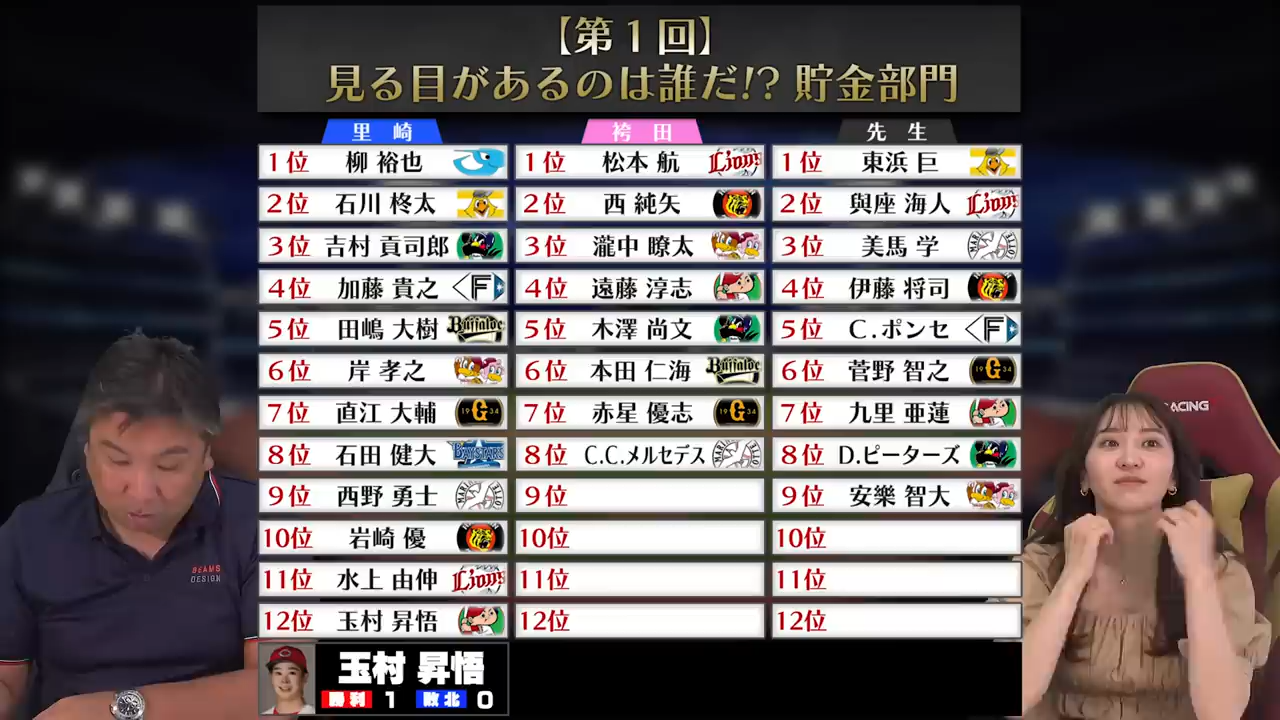 【第1回】
見る目があるのは誰だ!? 貯金部門
里崎
1位 柳 裕也
2位 石川 柊太
3位 吉村 貢司郎
4位 加藤 貴之
5位 田嶋 大樹
6位 岸 孝之
7位 直江 大輔
8位 石田 健大
9位 西野 勇士
10位 岩崎 優
11位 水上 由伸
12位 玉村 昇悟
袴田
1位 松本 航
2位 西 純矢
3位 瀧中 瞭太
4位 遠藤 淳志
5位 木澤 尚文
6位 本田 仁海
7位 赤星 優志
8位 C.C.メルセデス
9位
10位
11位
12位
先生
1位 東浜 巨
2位 與座 海人
3位 美馬 学
4位 伊藤 将司
5位 C.ポンセ
6位 菅野 智之
7位 九里 亜蓮
8位 D.ピーターズ
9位 安樂 智大
10位
11位
12位
玉村 昇悟
勝利 1 敗北 0
BEAMS
DESIGN
RACING